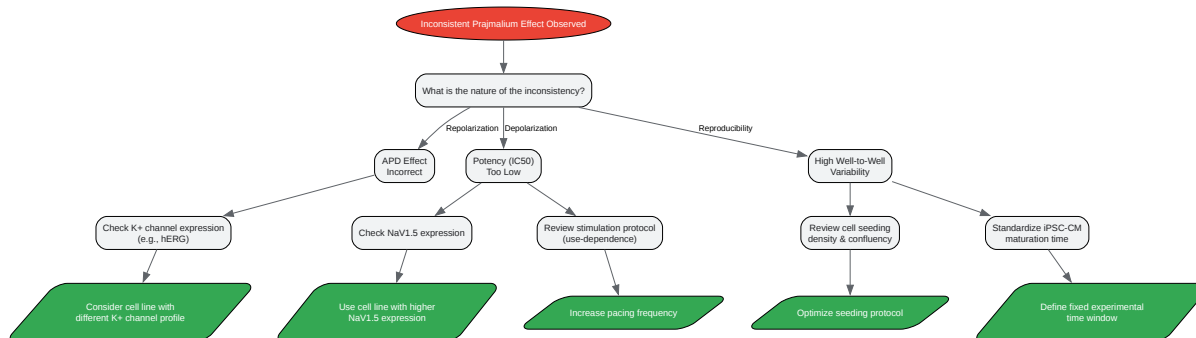 Inconsistent Prajmalium Effect Observed
What is the nature of the inconsistency?
Repolarization
Depolarization
Reproducibility
APD Effect
Incorrect
Potency (IC50)
Too Low
High Well-to-Well
Variability
Check K+ channel expression
(e.g., hERG)
Check NaV1.5 expression
Review stimulation protocol
(use-dependence)
Review cell seeding
density & confluency
Standardize iPSC-CM
maturation time
Consider cell line with
different K+ channel profile
Use cell line with higher
NaV1.5 expression
Increase pacing frequency
Optimize seeding protocol
Define fixed experimental
time window